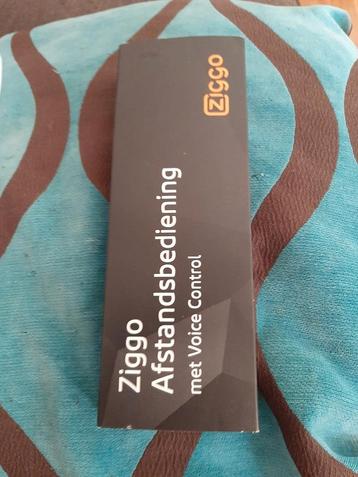 Ziggo
Afstandsbediening
met Voice Control
ziggo